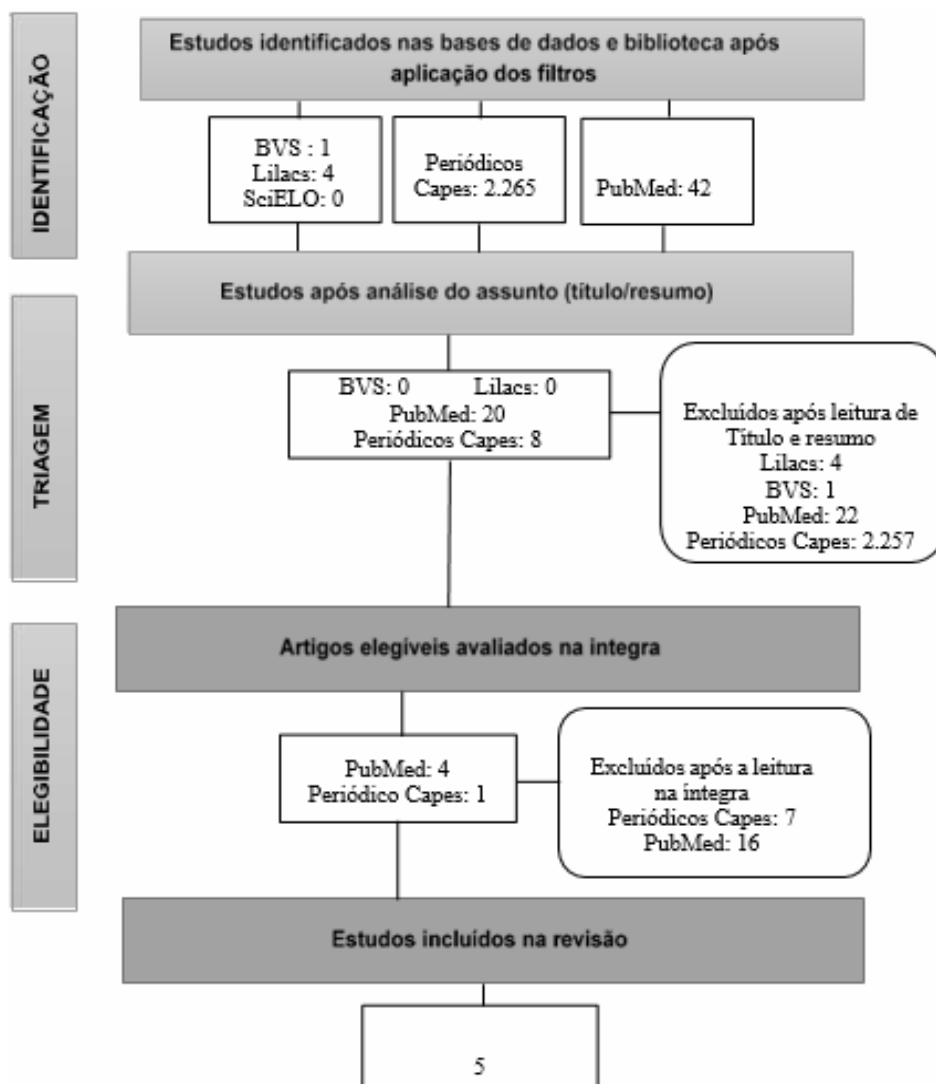 IDENTIFICAÇÃO
Estudos identificados nas bases de dados e biblioteca após
aplicação dos filtros
BVS : 1
Lilacs: 4
SciELO: 0
Periódicos
Capes: 2.265
PubMed: 42
Estudos após análise do assunto (título/resumo)
TRIAGEM
BVS: 0 Lilacs: 0
PubMed: 20
Periódicos Capes: 8
Excluídos após leitura de
Título e resumo
Lilacs: 4
BVS: 1
PubMed: 22
Periódicos Capes: 2.257
Artigos elegíveis avaliados na integra
ELEGIBILIDADE
PubMed: 4
Periódico Capes: 1
Excluídos após a leitura
na íntegra
Periódicos Capes: 7
PubMed: 16
Estudos incluídos na revisão
5